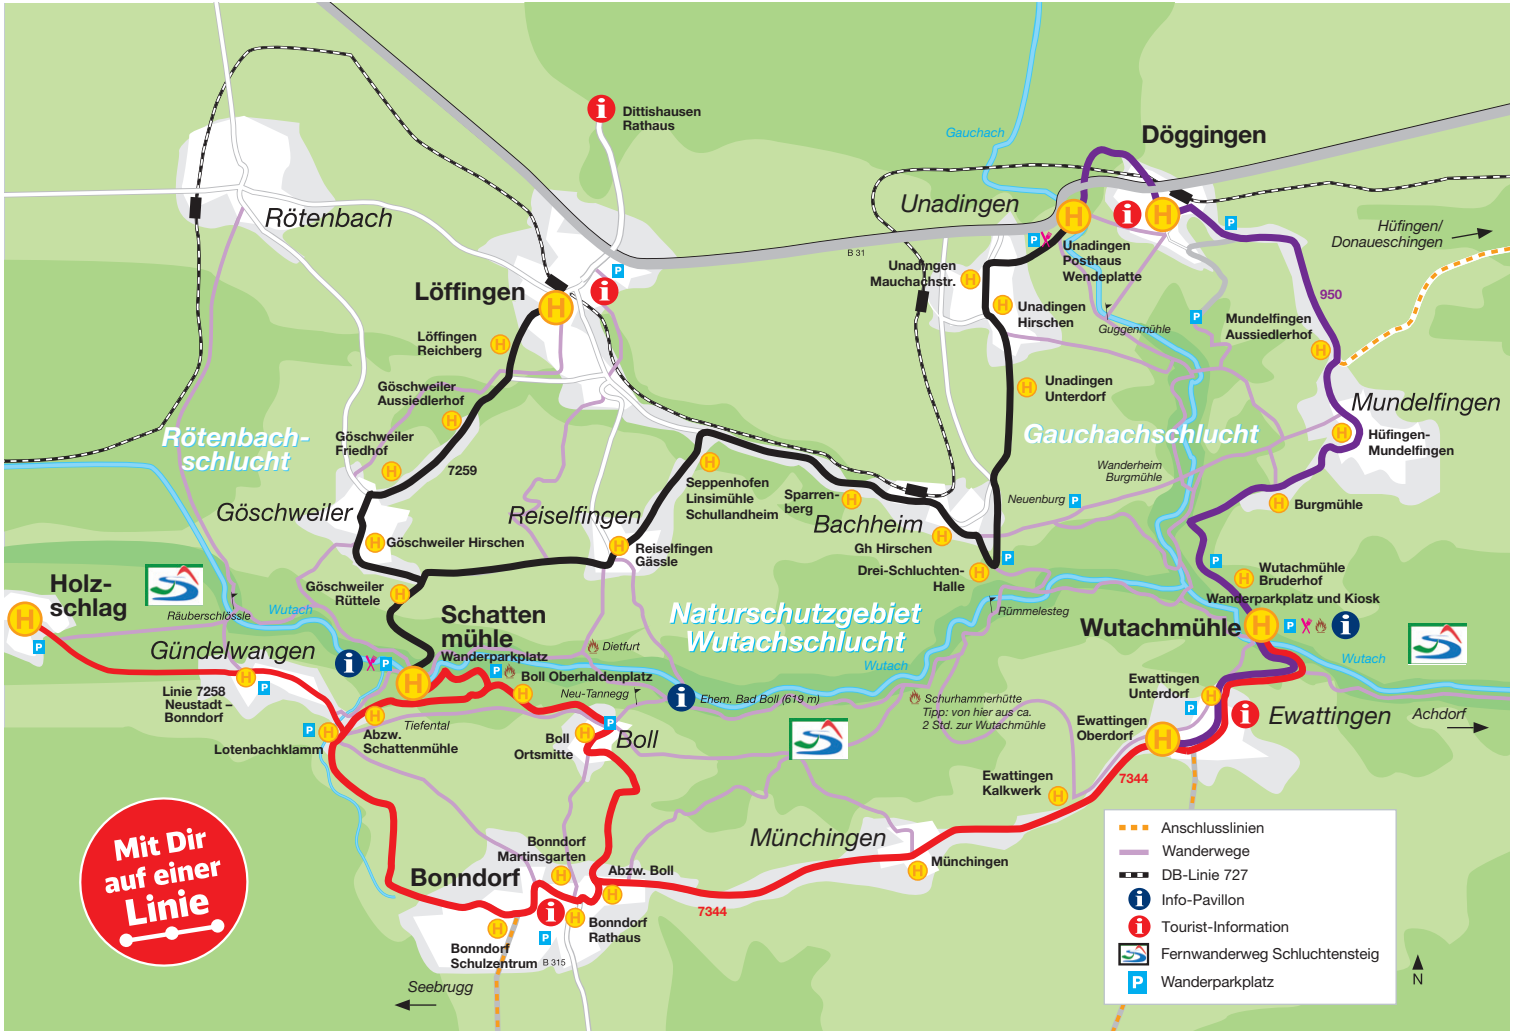 Dittishausen
Rathaus
Gauchach
Döggingen
Rötenbach
Unadingen
Hüfingen/
Donaueschingen
B 31
Unadingen
Posthaus
Wendeplatte
Unadingen
Mauchachstr.
Löffingen
950
Unadingen
Hirschen
Guggenmühle
Mundelfingen
Aussiedlerhof
Löffingen
Reichberg
Göschweiler
Aussiedlerhof
Unadingen
Unterdorf
Mundelfingen
Rötenbach-
schlucht
Göschweiler
Friedhof
7259
Gauchachschlucht
Hüfingen-
Mundelfingen
Wanderheim
Burgmühle
Seppenhofen
Linsimühle
Schullandheim
Sparren-
berg
Neuenburg
Burgmühle
Göschweiler
Reiselfingen
Bachheim
Göschweiler Hirschen
Reiselfingen
Gässle
Gh Hirschen
Drei-Schluchten-
Halle
Wutachmühle
Bruderhof
Holz-
schlag
Göschweiler
Rüttele
Wanderparkplatz und Kiosk
Räuberschlössle
Wutach
Schatten
mühle
Wanderparkplatz
Naturschutzgebiet
Wutachschlucht
Rümmelesteg
Wutachmühle
Gündelwangen
Dietfurt
Wutach
Wutach
Boll Oberhaldenplatz
Linie 7258
Neustadt –
Bonndorf
Neu-Tannegg
Ehem. Bad Boll (619 m)
Schurhammerhütte
Tipp: von hier aus ca.
2 Std. zur Wutachmühle
Ewattingen
Unterdorf
Ewattingen
Oberdorf
Ewattingen
Achdorf
Tiefental
Abzw.
Schattenmühle
Lotenbachklamm
Boll
Ortsmitte
Boll
Ewattingen
Kalkwerk
7344
Mit Dir
auf einer
Linie
Münchingen
Münchingen
Bonndorf
Martinsgarten
Bonndorf
Abzw. Boll
7344
Bonndorf
Rathaus
Bonndorf
Schulzentrum
B 315
Seebrugg
Anschlusslinien
Wanderwege
DB-Linie 727
Info-Pavillon
Tourist-Information
Fernwanderweg Schluchtensteig
P Wanderparkplatz
N